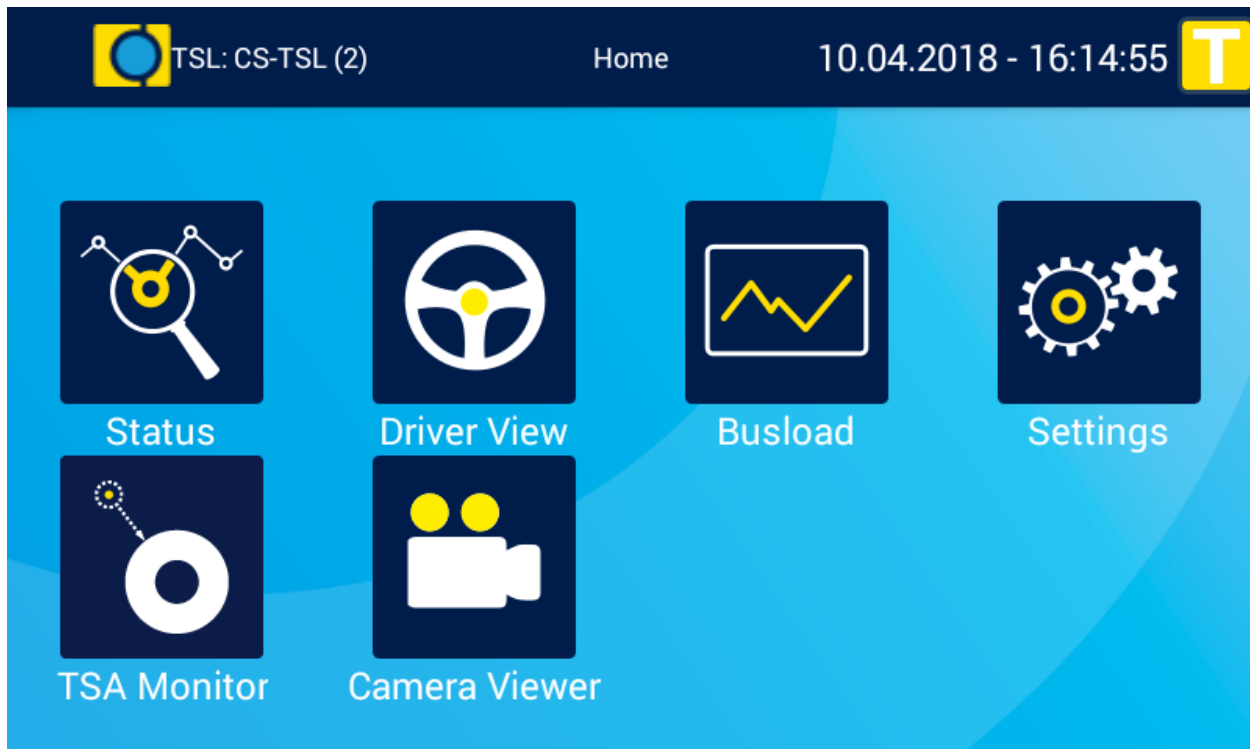 TSL: CS-TSL (2) Home 10.04.2018 - 16:14:55 T
Status Driver View Busload Settings
TSA Monitor Camera Viewer